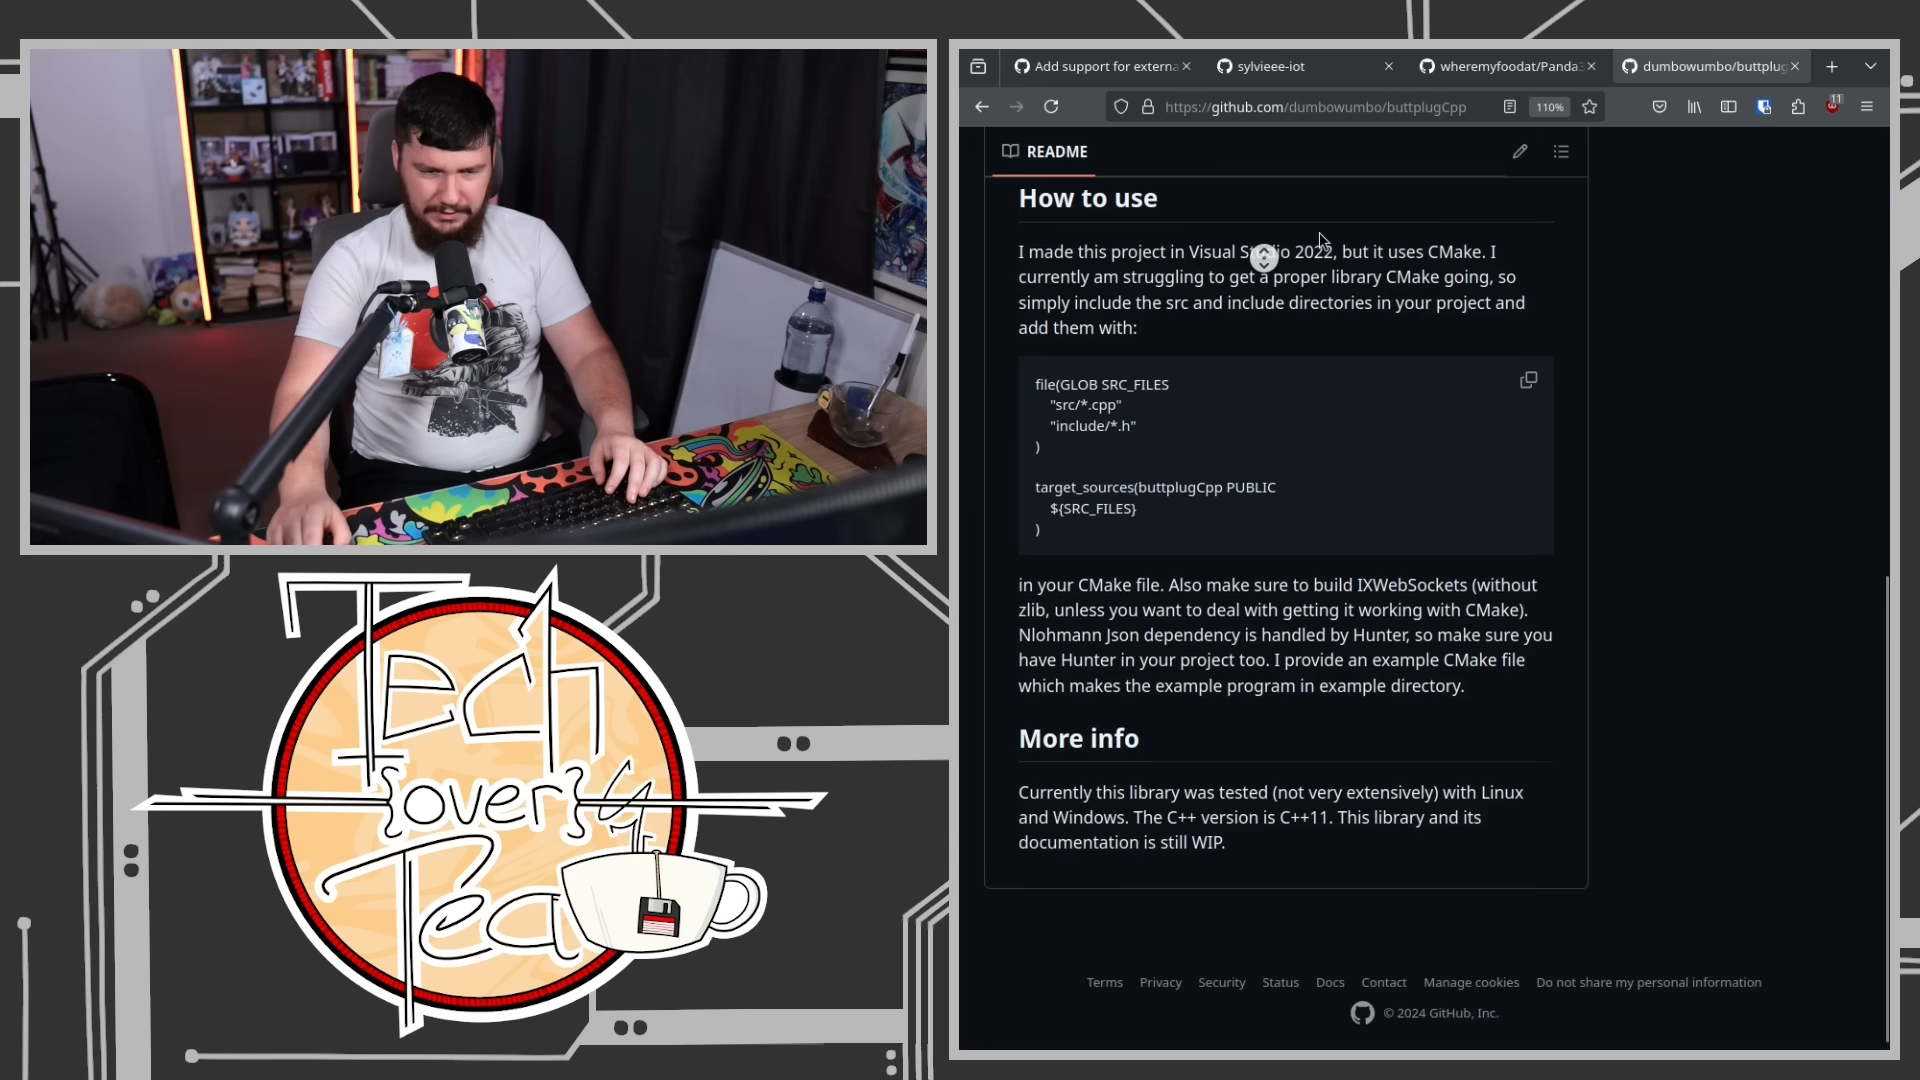 Add support for externa
sylvieee-iot
wheremyfoodat/Panda3
dumbowumbo/buttplug
https://github.com/dumbowumbo/buttplugCpp
110%
11
README
How to use
I made this project in Visual Studio 2022, but it uses CMake. I
currently am struggling to get a proper library CMake going, so
simply include the src and include directories in your project and
add them with:
file(GLOB SRC_FILES
"src/*.cpp"
"include/*.h"
)
target_sources(buttplugCpp PUBLIC
${SRC_FILES}
)
in your CMake file. Also make sure to build IXWebSockets (without
zlib, unless you want to deal with getting it working with CMake).
Nlohmann Json dependency is handled by Hunter, so make sure you
have Hunter in your project too. I provide an example CMake file
which makes the example program in example directory.
More info
Currently this library was tested (not very extensively) with Linux
and Windows. The C++ version is C++11. This library and its
documentation is still WIP.
Terms Privacy Security Status Docs Contact Manage cookies Do not share my personal information
© 2024 GitHub, Inc.
Tech
{over}
Tea